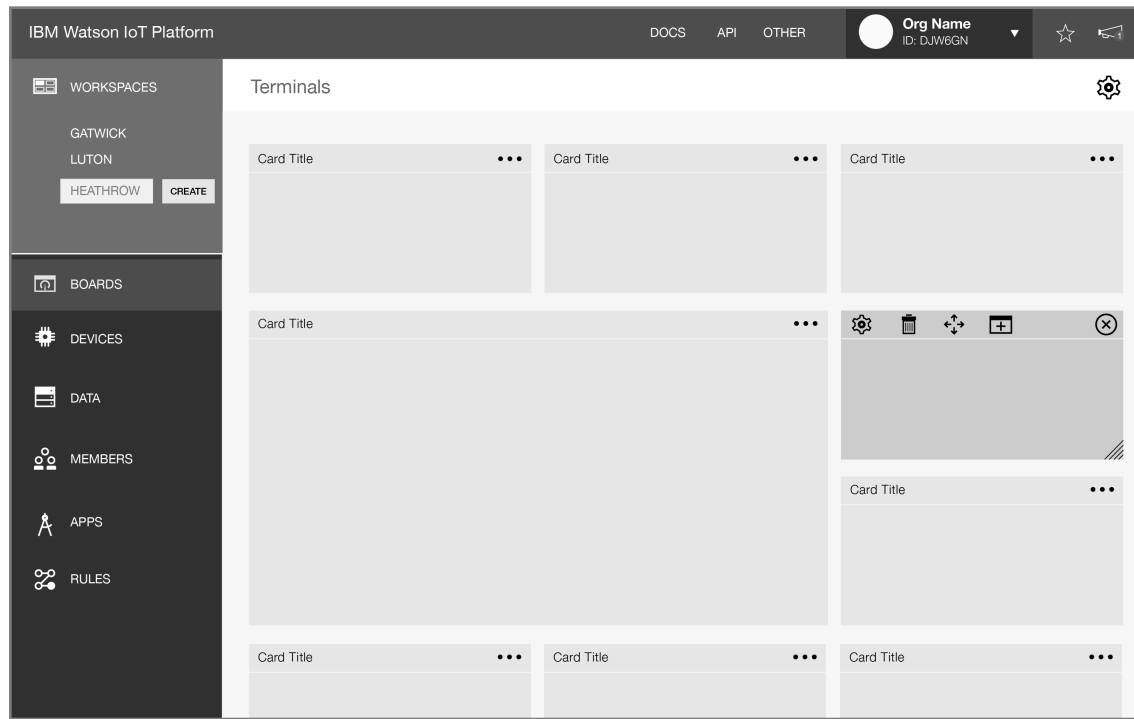 IBM Watson IoT Platform
DOCS API OTHER
Org Name
ID: DJW6GN
1
WORKSPACES
GATWICK
LUTON
HEATHROW CREATE
BOARDS
DEVICES
DATA
MEMBERS
APPS
RULES
Terminals
Card Title Card Title Card Title
Card Title
Card Title
Card Title Card Title Card Title